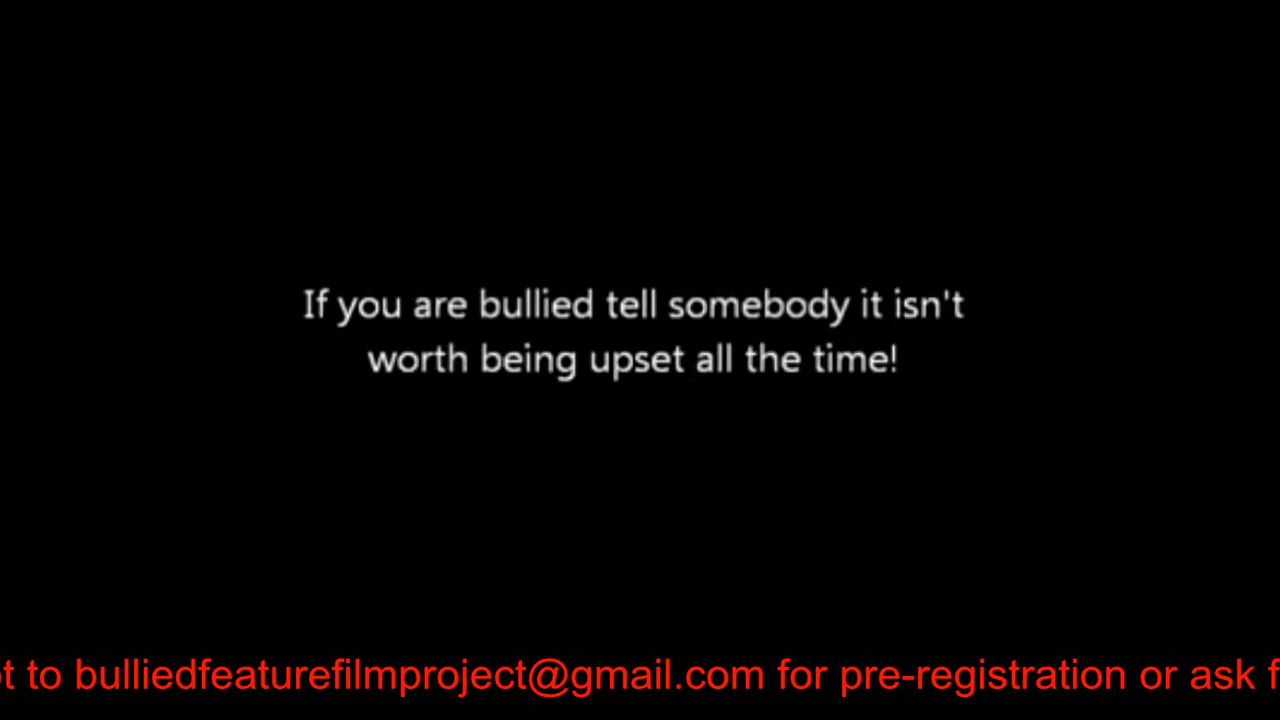 If you are bullied tell somebody it isn't
worth being upset all the time!
to bulliedfeaturefilmproject@gmail.com for pre-registration or ask